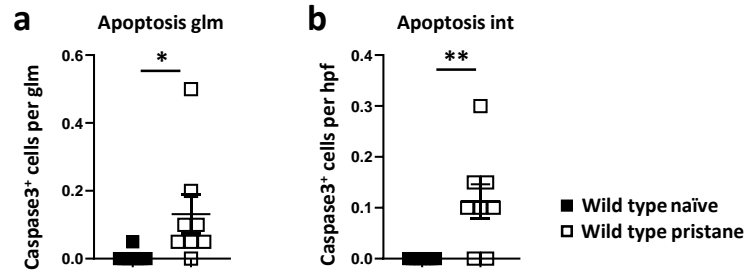 a
Apoptosis glm
Caspase3⁺ cells per glm
0.6
0.4
0.2
0.0
*
b
Apoptosis int
Caspase3⁺ cells per hpf
0.4
0.3
0.2
0.1
0.0
**
Wild type naïve
Wild type pristane